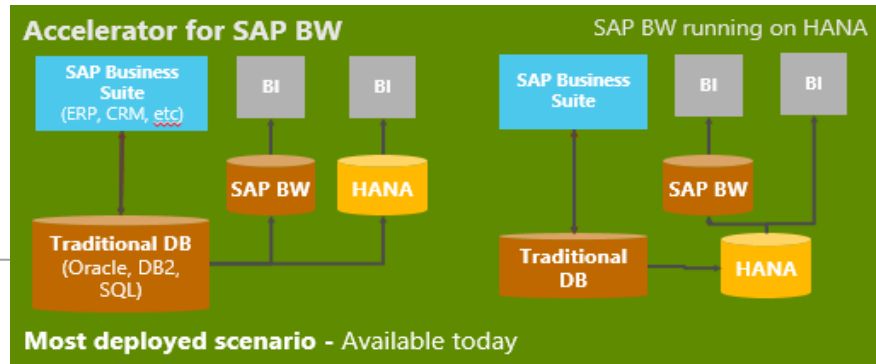 Accelerator for SAP BW
SAP BW running on HANA
SAP Business
Suite
(ERP, CRM, etc)
BI
BI
SAP BW
HANA
Traditional DB
(Oracle, DB2,
SQL)
SAP Business
Suite
BI
BI
SAP BW
Traditional
DB
HANA
Most deployed scenario - Available today